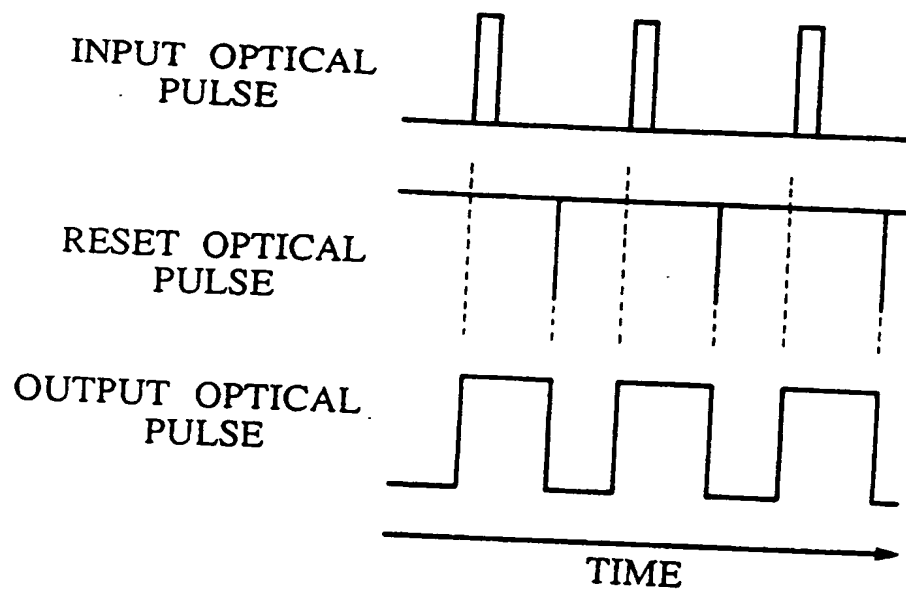 INPUT OPTICAL
PULSE
RESET OPTICAL
PULSE
OUTPUT OPTICAL
PULSE
TIME